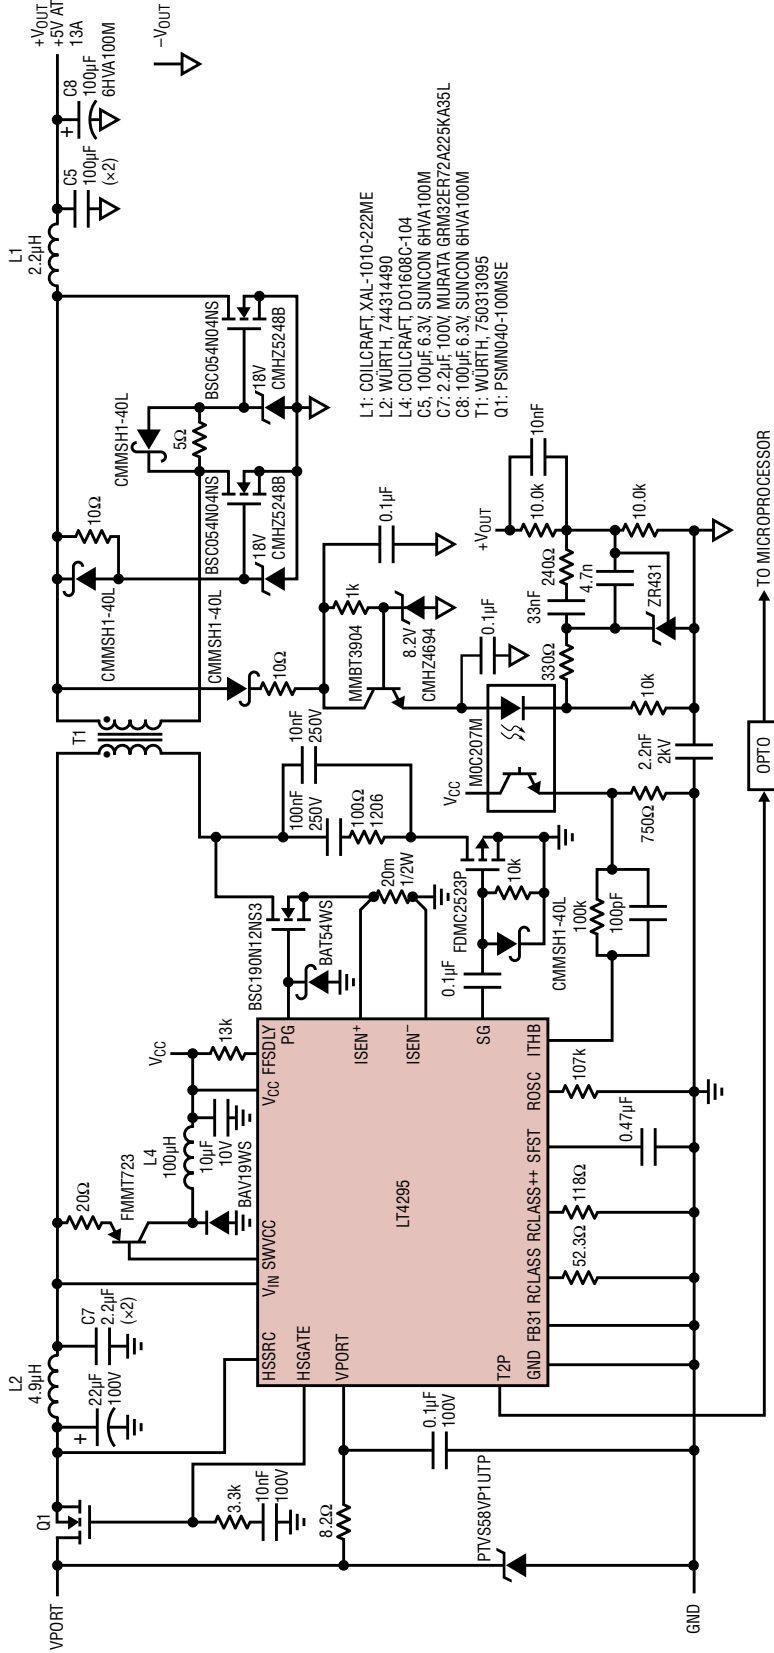 VPORT
Q1
3.3k
10nF
100V
8.2Ω
PTVS58VP1UTP
GND
+
22µF
100V
L2
4.9µH
C7
2.2µF
(×2)
0.1µF
100V
20Ω
FMMT723
L4
100µH
10µF
10V
BAV19WS
VCC
13k
HSSRC
HSGATE
VPORT
T2P
VIN
SWVCC
VCC
FFSDLY
PG
ISEN+
ISEN−
SG
ITHB
GND
FB31
RCLASS
RCLASS++
SFST
ROSC
LT4295
52.3Ω
118Ω
0.47µF
107k
BSC190N12NS3
BAT54WS
20m
1/2W
0.1µF
FDMC2523P
10k
CMMSH1-40L
100k
100pF
100nF
250V
100Ω
1206
10nF
250V
T1
CMMSH1-40L
10Ω
CMMSH1-40L
10Ω
BSC054N04NS
18V
CMHZ5248B
CMMSH1-40L
5Ω
BSC054N04NS
18V
CMHZ5248B
L1
2.2µH
C5
100µF
(×2)
+
C8
100µF
6HVA100M
+VOUT
+5V AT
13A
−VOUT
MMBT3904
1k
8.2V
CMHZ4694
0.1µF
0.1µF
VCC
MOC207M
750Ω
2.2nF
2kV
10k
330Ω
33nF
240Ω
4.7n
ZR431
+VOUT
10.0k
10nF
10.0k
OPTO
TO MICROPROCESSOR
L1: COILCRAFT, XAL-1010-222ME
L2: WÜRTH, 744314490
L4: COILCRAFT, DO1608C-104
C5, 100µF, 6.3V, SUNCON 6HVA100M
C7: 2.2µF, 100V, MURATA GRM32ER72A225KA35L
C8: 100µF, 6.3V, SUNCON 6HVA100M
T1: WÜRTH, 750313095
Q1: PSMN040-100MSE